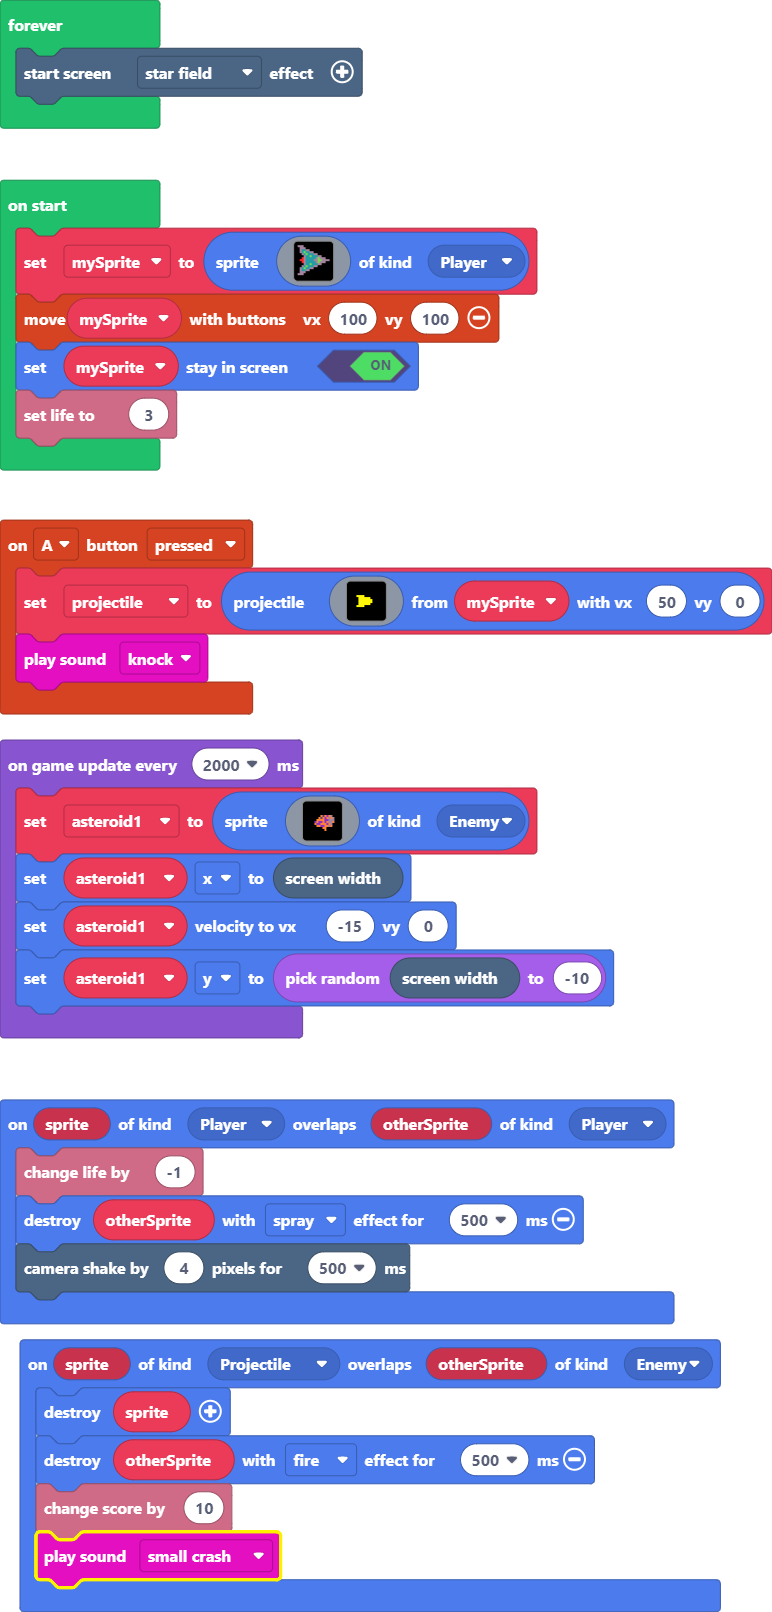 forever
start screen star field effect
on start
set mySprite to sprite of kind Player
move mySprite with buttons vx 100 vy 100
set mySprite stay in screen ON
set life to 3
on A button pressed
set projectile to projectile from mySprite with vx 50 vy 0
play sound knock
on game update every 2000 ms
set asteroid1 to sprite of kind Enemy
set asteroid1 x to screen width
set asteroid1 velocity to vx -15 vy 0
set asteroid1 y to pick random screen width to -10
on sprite of kind Player overlaps otherSprite of kind Player
change life by -1
destroy otherSprite with spray effect for 500 ms
camera shake by 4 pixels for 500 ms
on sprite of kind Projectile overlaps otherSprite of kind Enemy
destroy sprite
destroy otherSprite with fire effect for 500 ms
change score by 10
play sound small crash